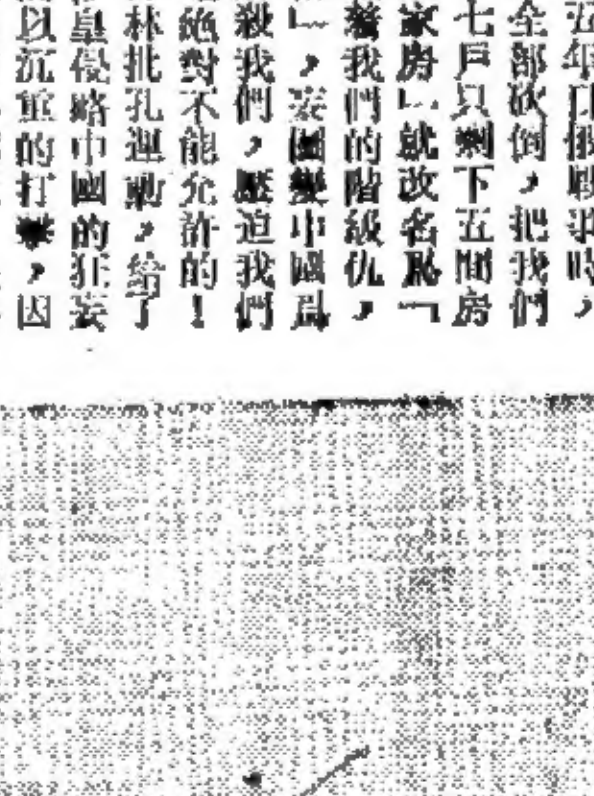 五年日俄戰爭時，
全部砍倒，把我們
七戶只剩下五間房
家房﹂就改名爲﹁
着我們的階級仇，
﹂，妄圖變中國爲
殺我們，壓迫我們
絕對不能允許的！
林批孔運動，給了
皇侵略中國的狂妄
以沉重的打擊，因